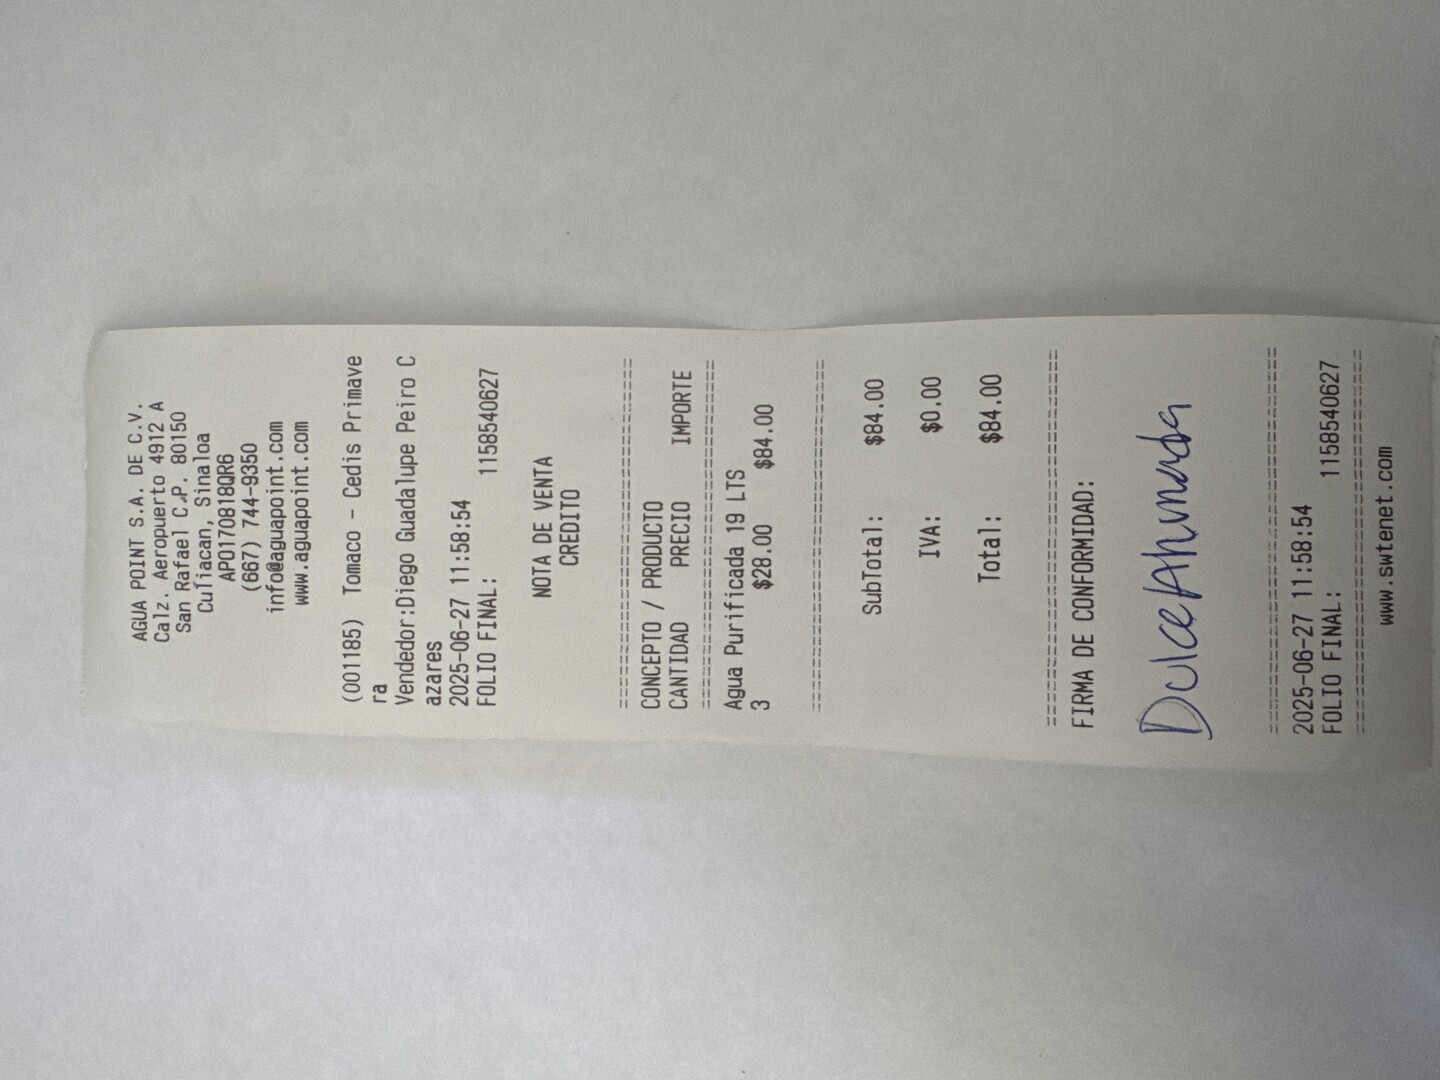 AGUA POINT S.A. DE C.V.
Calz. Aeropuerto 4912 A
San Rafael C.P. 80150
Culiacan, Sinaloa
APO170818QR6
(667) 744-9350
info@aguapoint.com
www.aguapoint.com
(001185) Tomaco - Cedis Primave
ra
Vendedor:Diego Guadalupe Peiro C
azares
2025-06-27 11:58:54
FOLIO FINAL: 1158540627
NOTA DE VENTA
CREDITO
================================
CONCEPTO / PRODUCTO
CANTIDAD PRECIO IMPORTE
================================
Agua Purificada 19 LTS
3 $28.00 $84.00
================================
SubTotal: $84.00
IVA: $0.00
Total: $84.00
================================
FIRMA DE CONFORMIDAD:
Dulce Ahumada
================================
2025-06-27 11:58:54
FOLIO FINAL: 1158540627
================================
www.swtenet.com